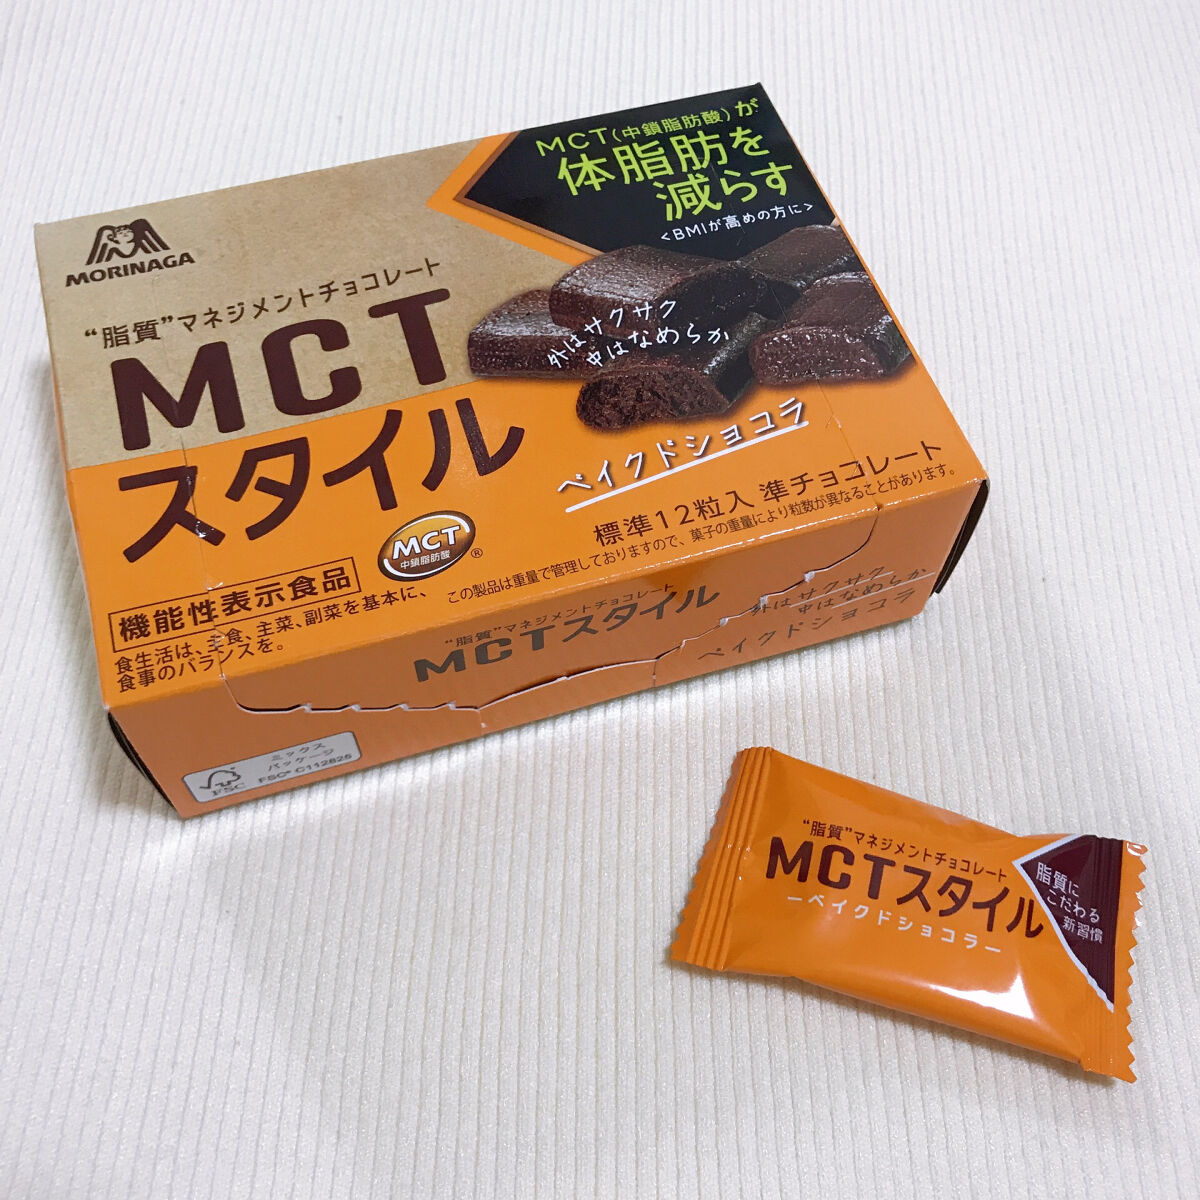 MORINAGA
"脂質"マネジメントチョコレート
MCT
スタイル
MCT(中鎖脂肪酸)が
体脂肪を
減らす
<BMIが高めの方に>
外はサクサク
中はなめらか
ベイクドショコラ
標準12粒入 準チョコレート
この製品は重量で管理しておりますので、菓子の重量により粒数が異なることがあります。
MCT
中鎖脂肪酸
®
機能性表示食品
食生活は、主食、主菜、副菜を基本に、
食事のバランスを。
"脂質"マネジメントチョコレート
MCTスタイル
外はサクサク
中はなめらか
ベイクドショコラ
FSC
ミックス
パッケージ
FSC® C112825
"脂質"マネジメントチョコレート
MCTスタイル
ーベイクドショコラー
脂質に
こだわる
新習慣